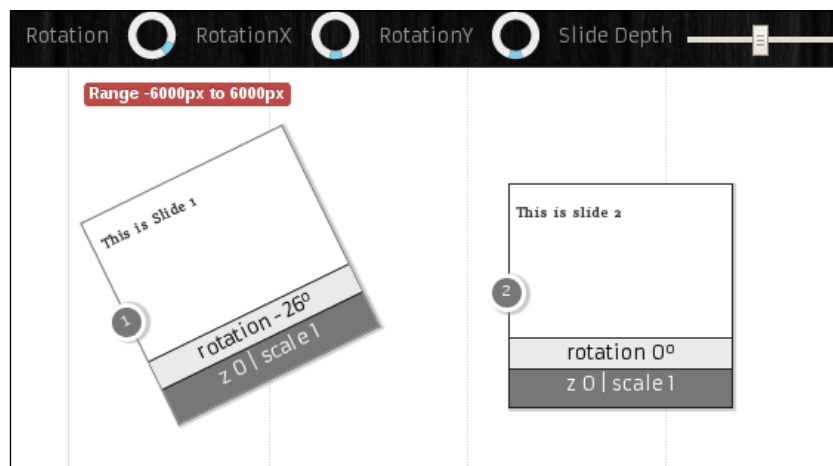 Rotation RotationX RotationY Slide Depth
Range -6000px to 6000px
This is Slide 1
1
rotation -26º
z 0 | scale 1
This is slide 2
2
rotation 0º
z 0 | scale 1